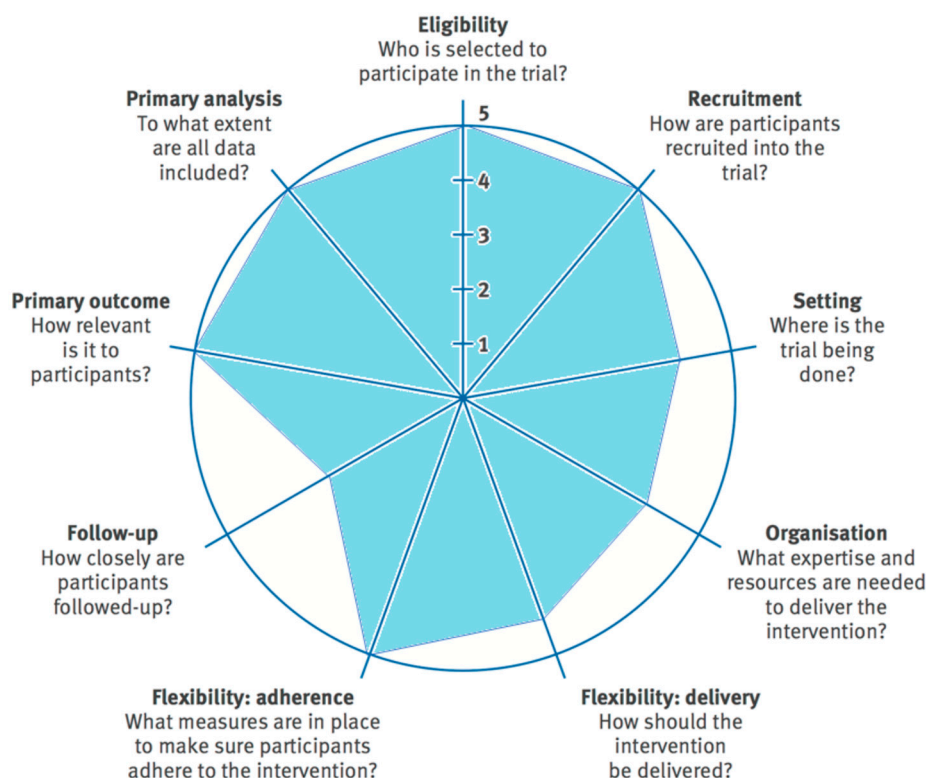 Eligibility
Who is selected to
participate in the trial?
Primary analysis
To what extent
are all data
included?
Recruitment
How are participants
recruited into the
trial?
5
4
3
2
1
Primary outcome
How relevant
is it to
participants?
Setting
Where is the
trial being
done?
Follow-up
How closely are
participants
followed-up?
Organisation
What expertise and
resources are needed
to deliver the
intervention?
Flexibility: adherence
What measures are in place
to make sure participants
adhere to the intervention?
Flexibility: delivery
How should the
intervention
be delivered?